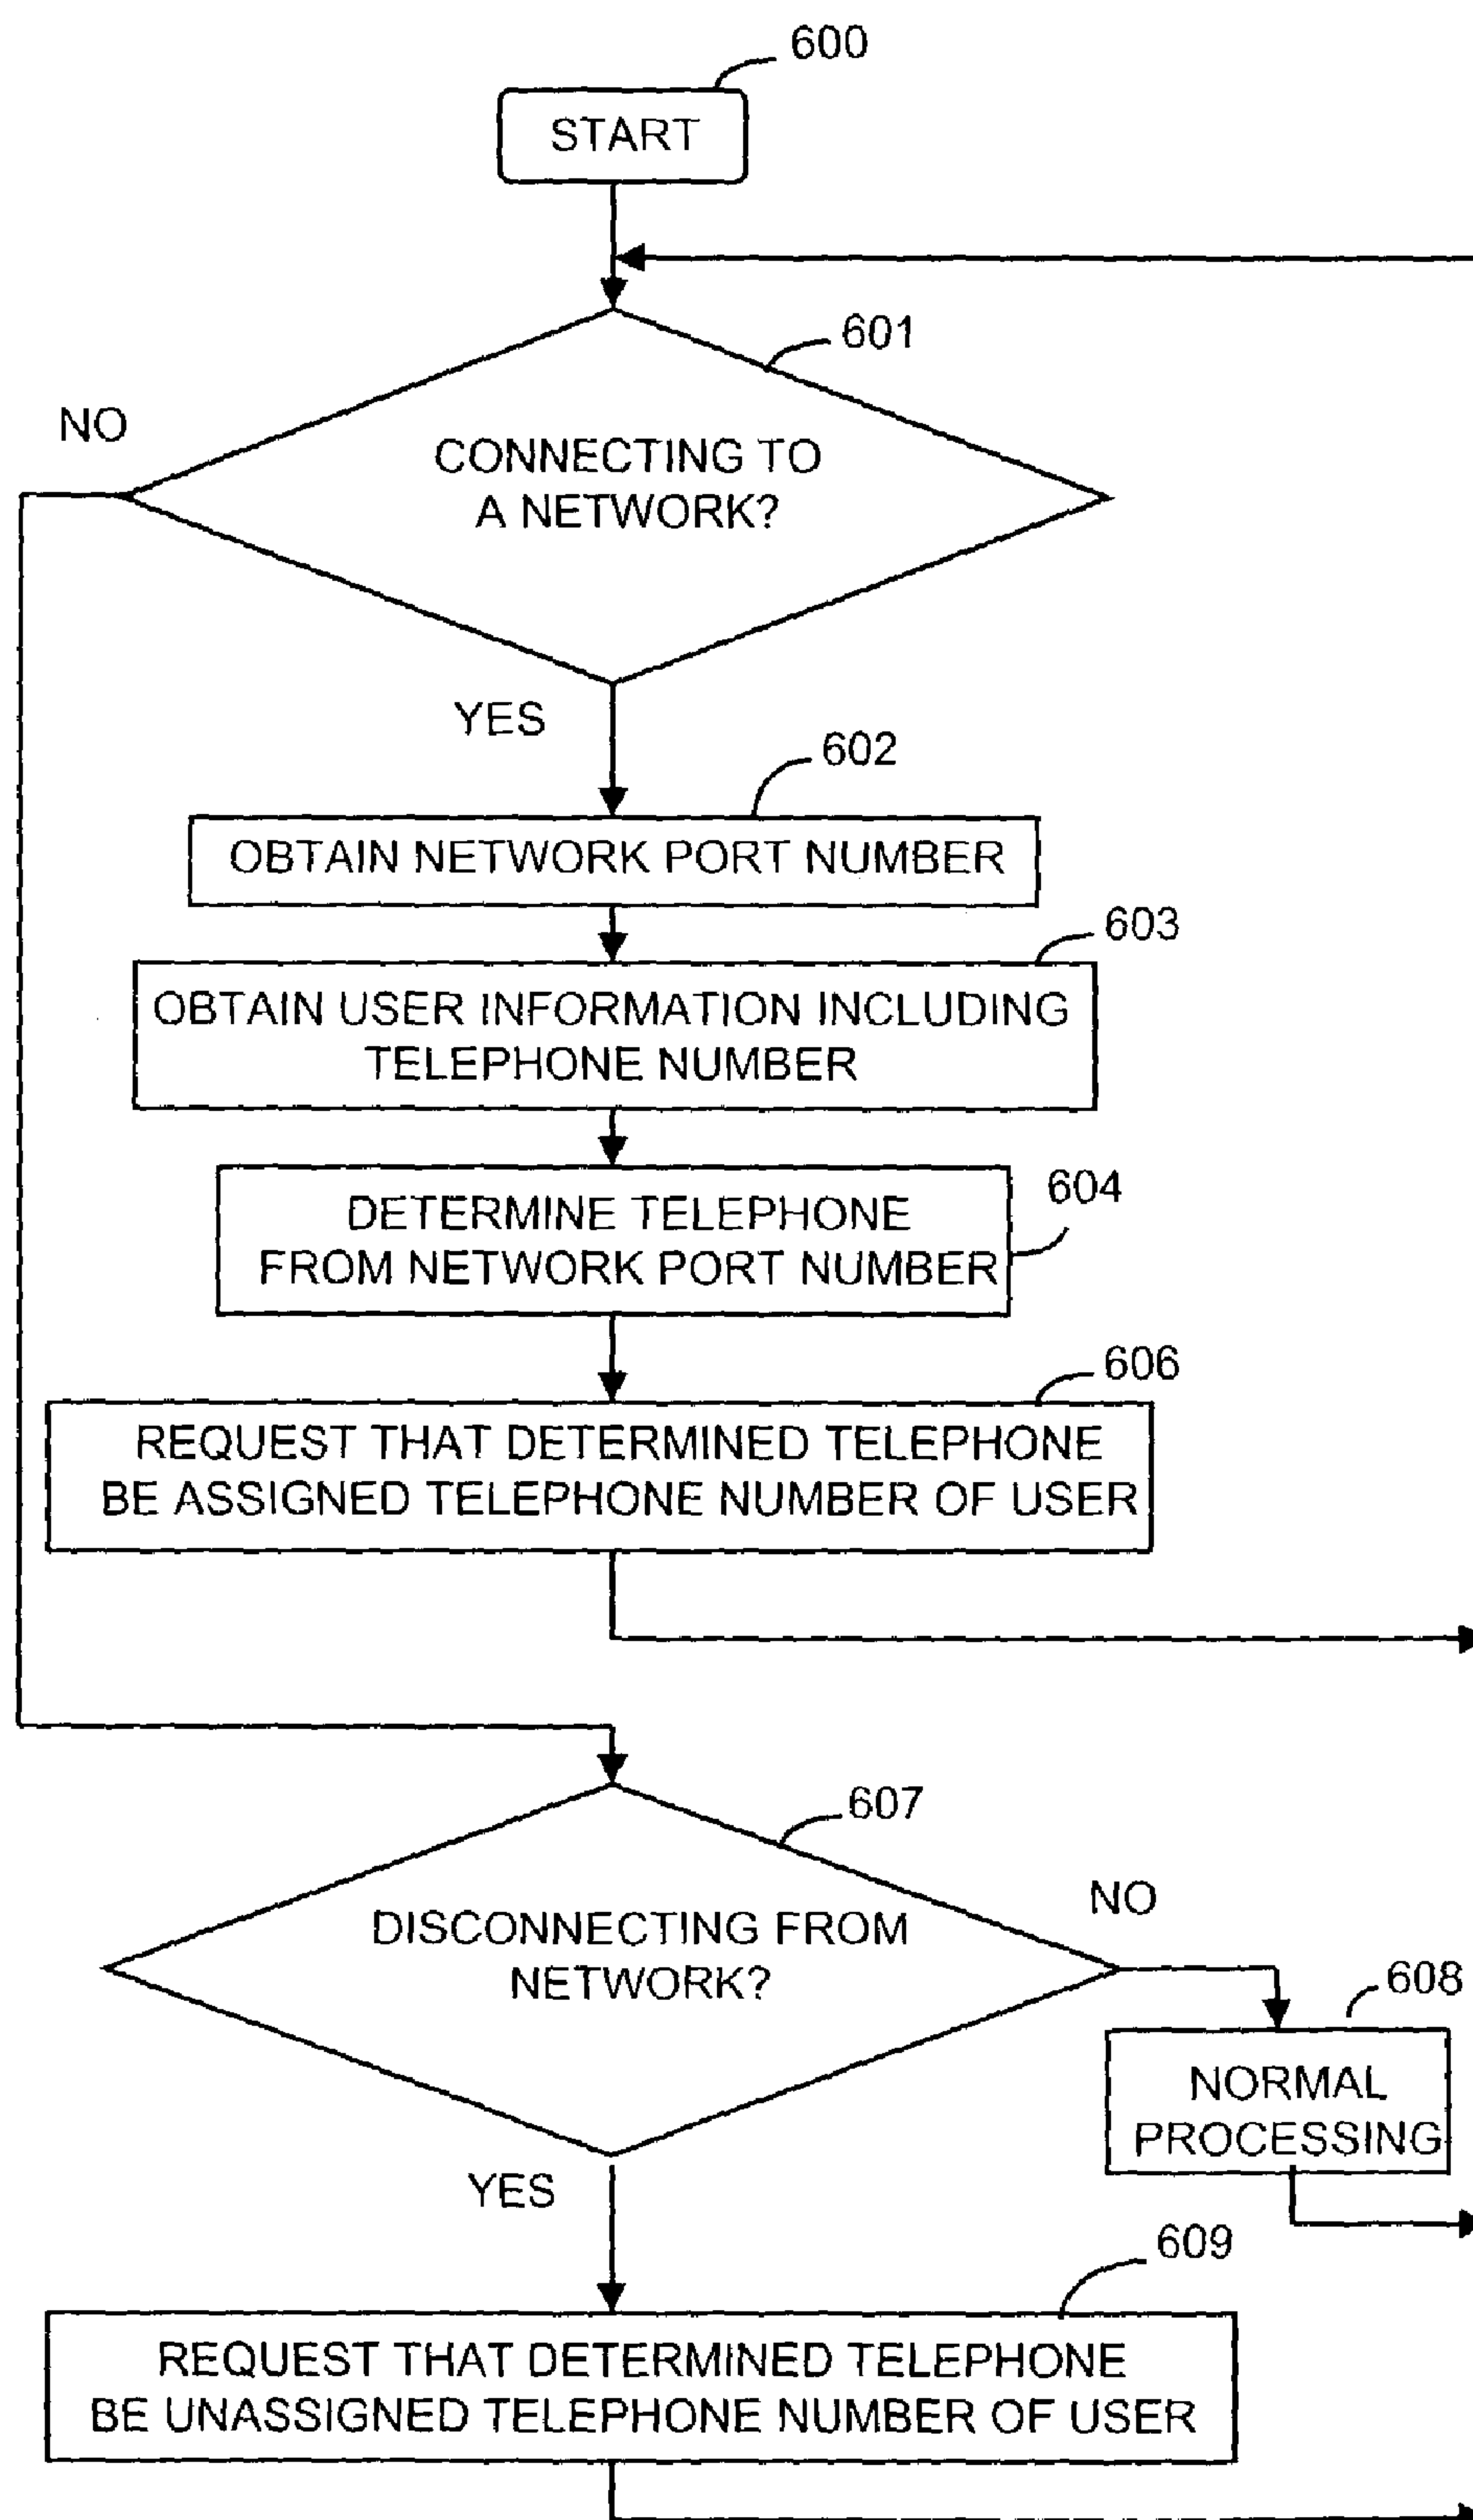 600
START
601
NO
CONNECTING TO
A NETWORK?
YES
602
OBTAIN NETWORK PORT NUMBER
603
OBTAIN USER INFORMATION INCLUDING
TELEPHONE NUMBER
604
DETERMINE TELEPHONE
FROM NETWORK PORT NUMBER
606
REQUEST THAT DETERMINED TELEPHONE
BE ASSIGNED TELEPHONE NUMBER OF USER
607
DISCONNECTING FROM
NETWORK?
NO
608
NORMAL
PROCESSING
YES
609
REQUEST THAT DETERMINED TELEPHONE
BE UNASSIGNED TELEPHONE NUMBER OF USER